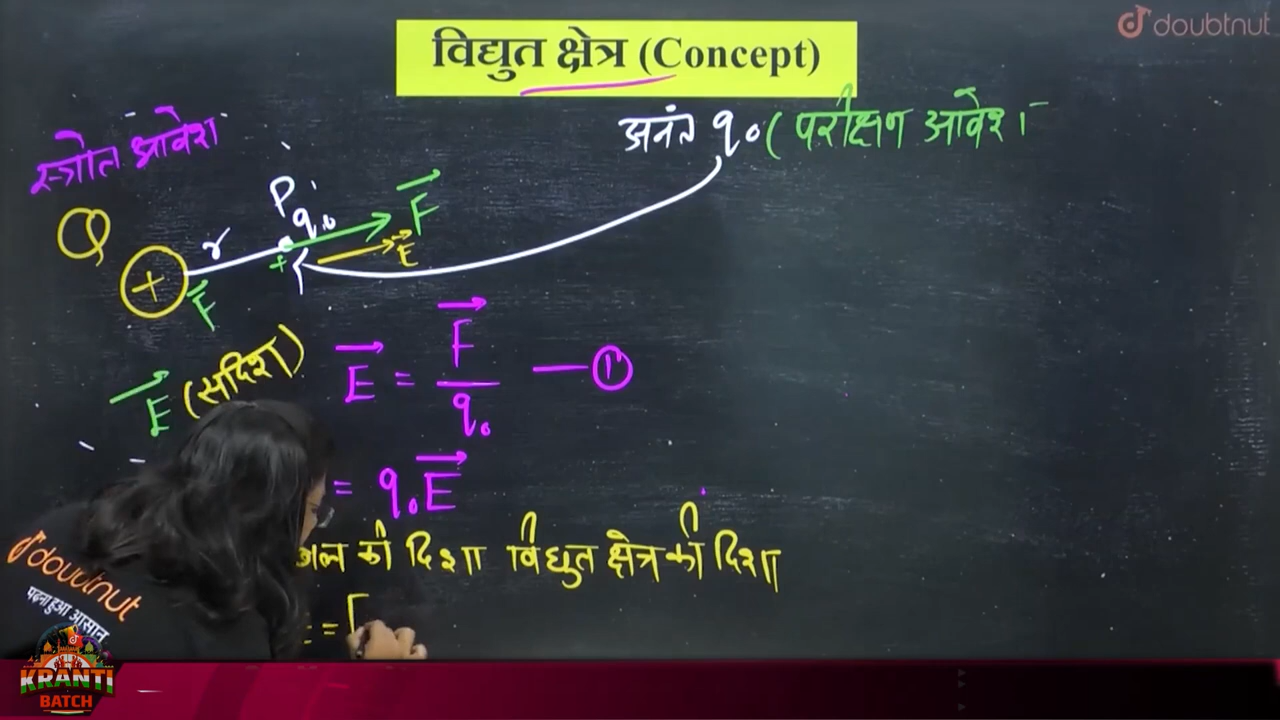 विद्युत क्षेत्र (Concept)
doubtnut
अनंत q₀ (परीक्षण आवेश
स्त्रोत आवेश
Q
+
r
P
q₀
+
F⃗
E⃗
F⃗
E⃗ (सदिश)
E⃗ = F⃗ / q₀ — ①
= q₀E⃗
बल की दिशा विद्युत क्षेत्र की दिशा
=
doubtnut
पढ़ना हुआ आसान
KRANTI
BATCH